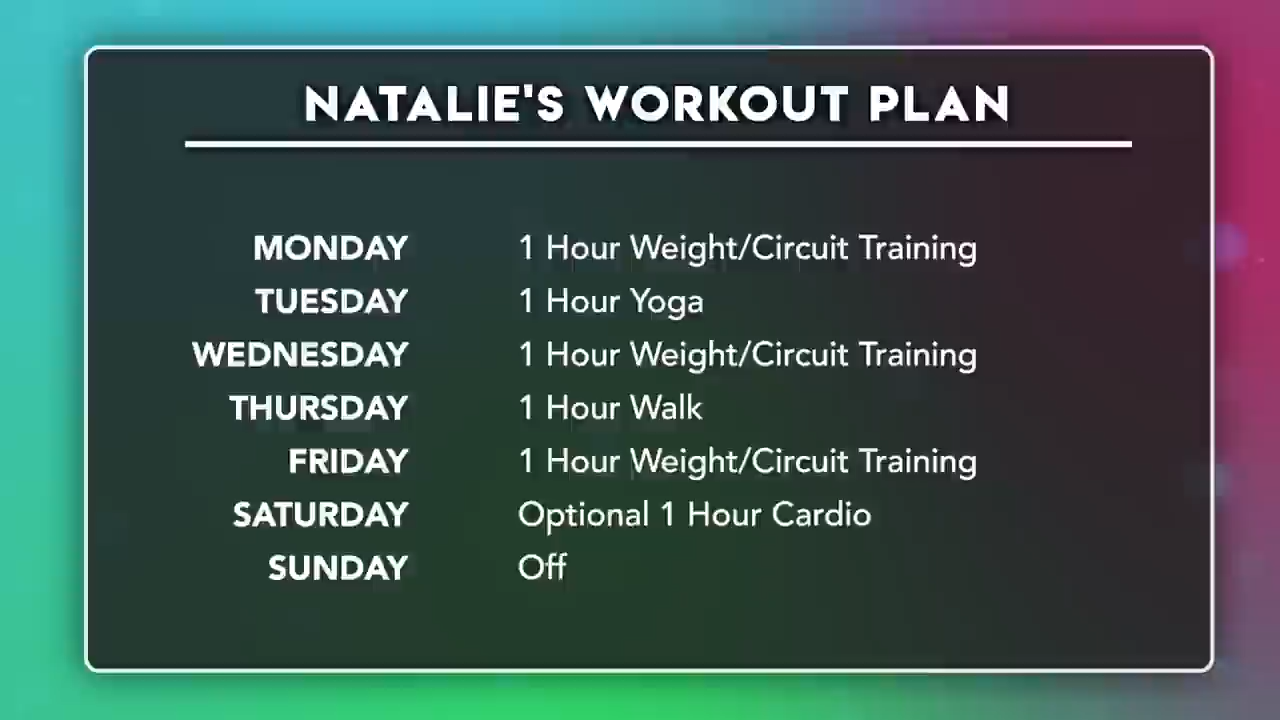 NATALIE'S WORKOUT PLAN
MONDAY 1 Hour Weight/Circuit Training
TUESDAY 1 Hour Yoga
WEDNESDAY 1 Hour Weight/Circuit Training
THURSDAY 1 Hour Walk
FRIDAY 1 Hour Weight/Circuit Training
SATURDAY Optional 1 Hour Cardio
SUNDAY Off